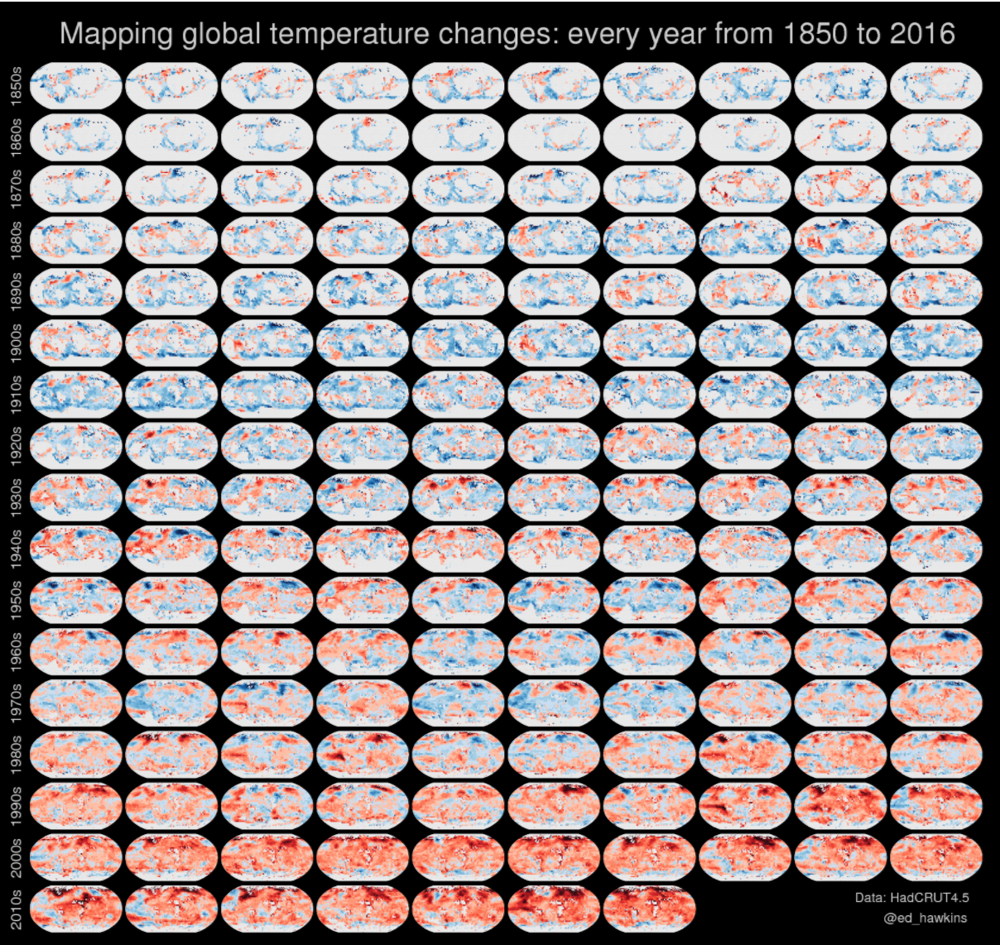 Mapping global temperature changes: every year from 1850 to 2016
1850s
1860s
1870s
1880s
1890s
1900s
1910s
1920s
1930s
1940s
1950s
1960s
1970s
1980s
1990s
2000s
2010s
Data: HadCRUT4.5
@ed_hawkins